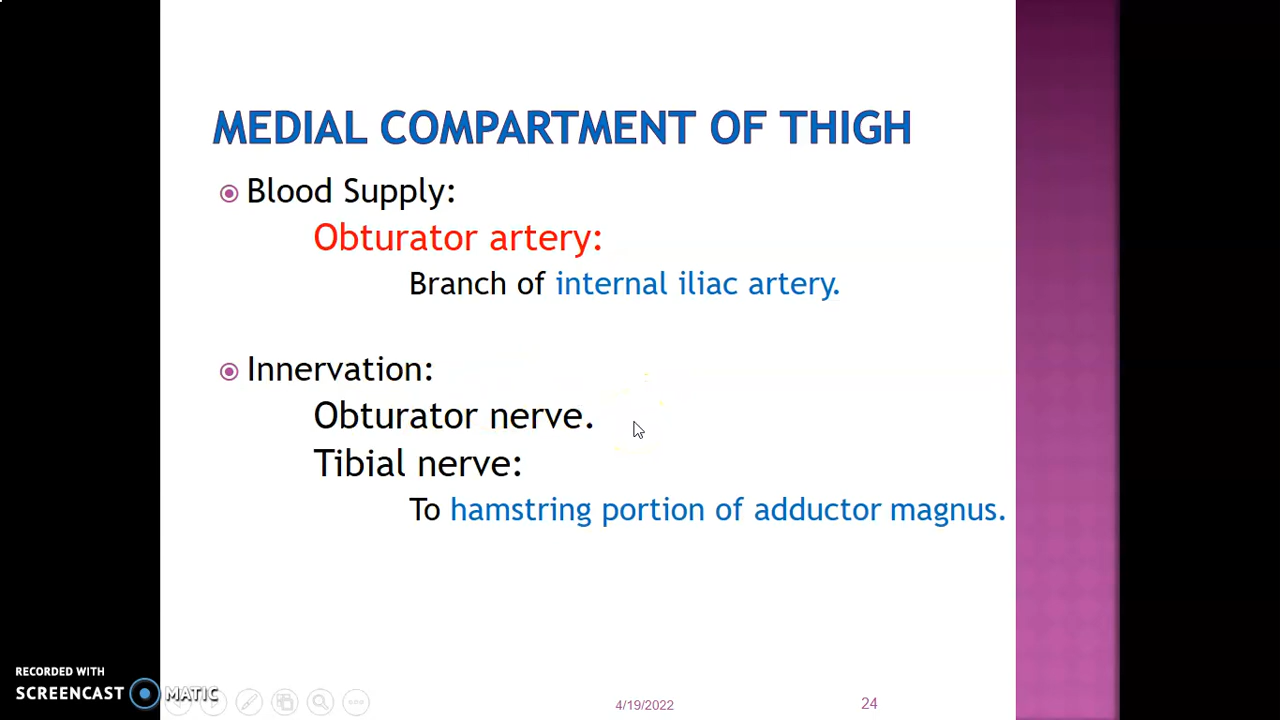 MEDIAL COMPARTMENT OF THIGH
Blood Supply:
Obturator artery:
Branch of internal iliac artery.
Innervation:
Obturator nerve.
Tibial nerve:
To hamstring portion of adductor magnus.
RECORDED WITH
SCREENCAST MATIC
4/19/2022
24